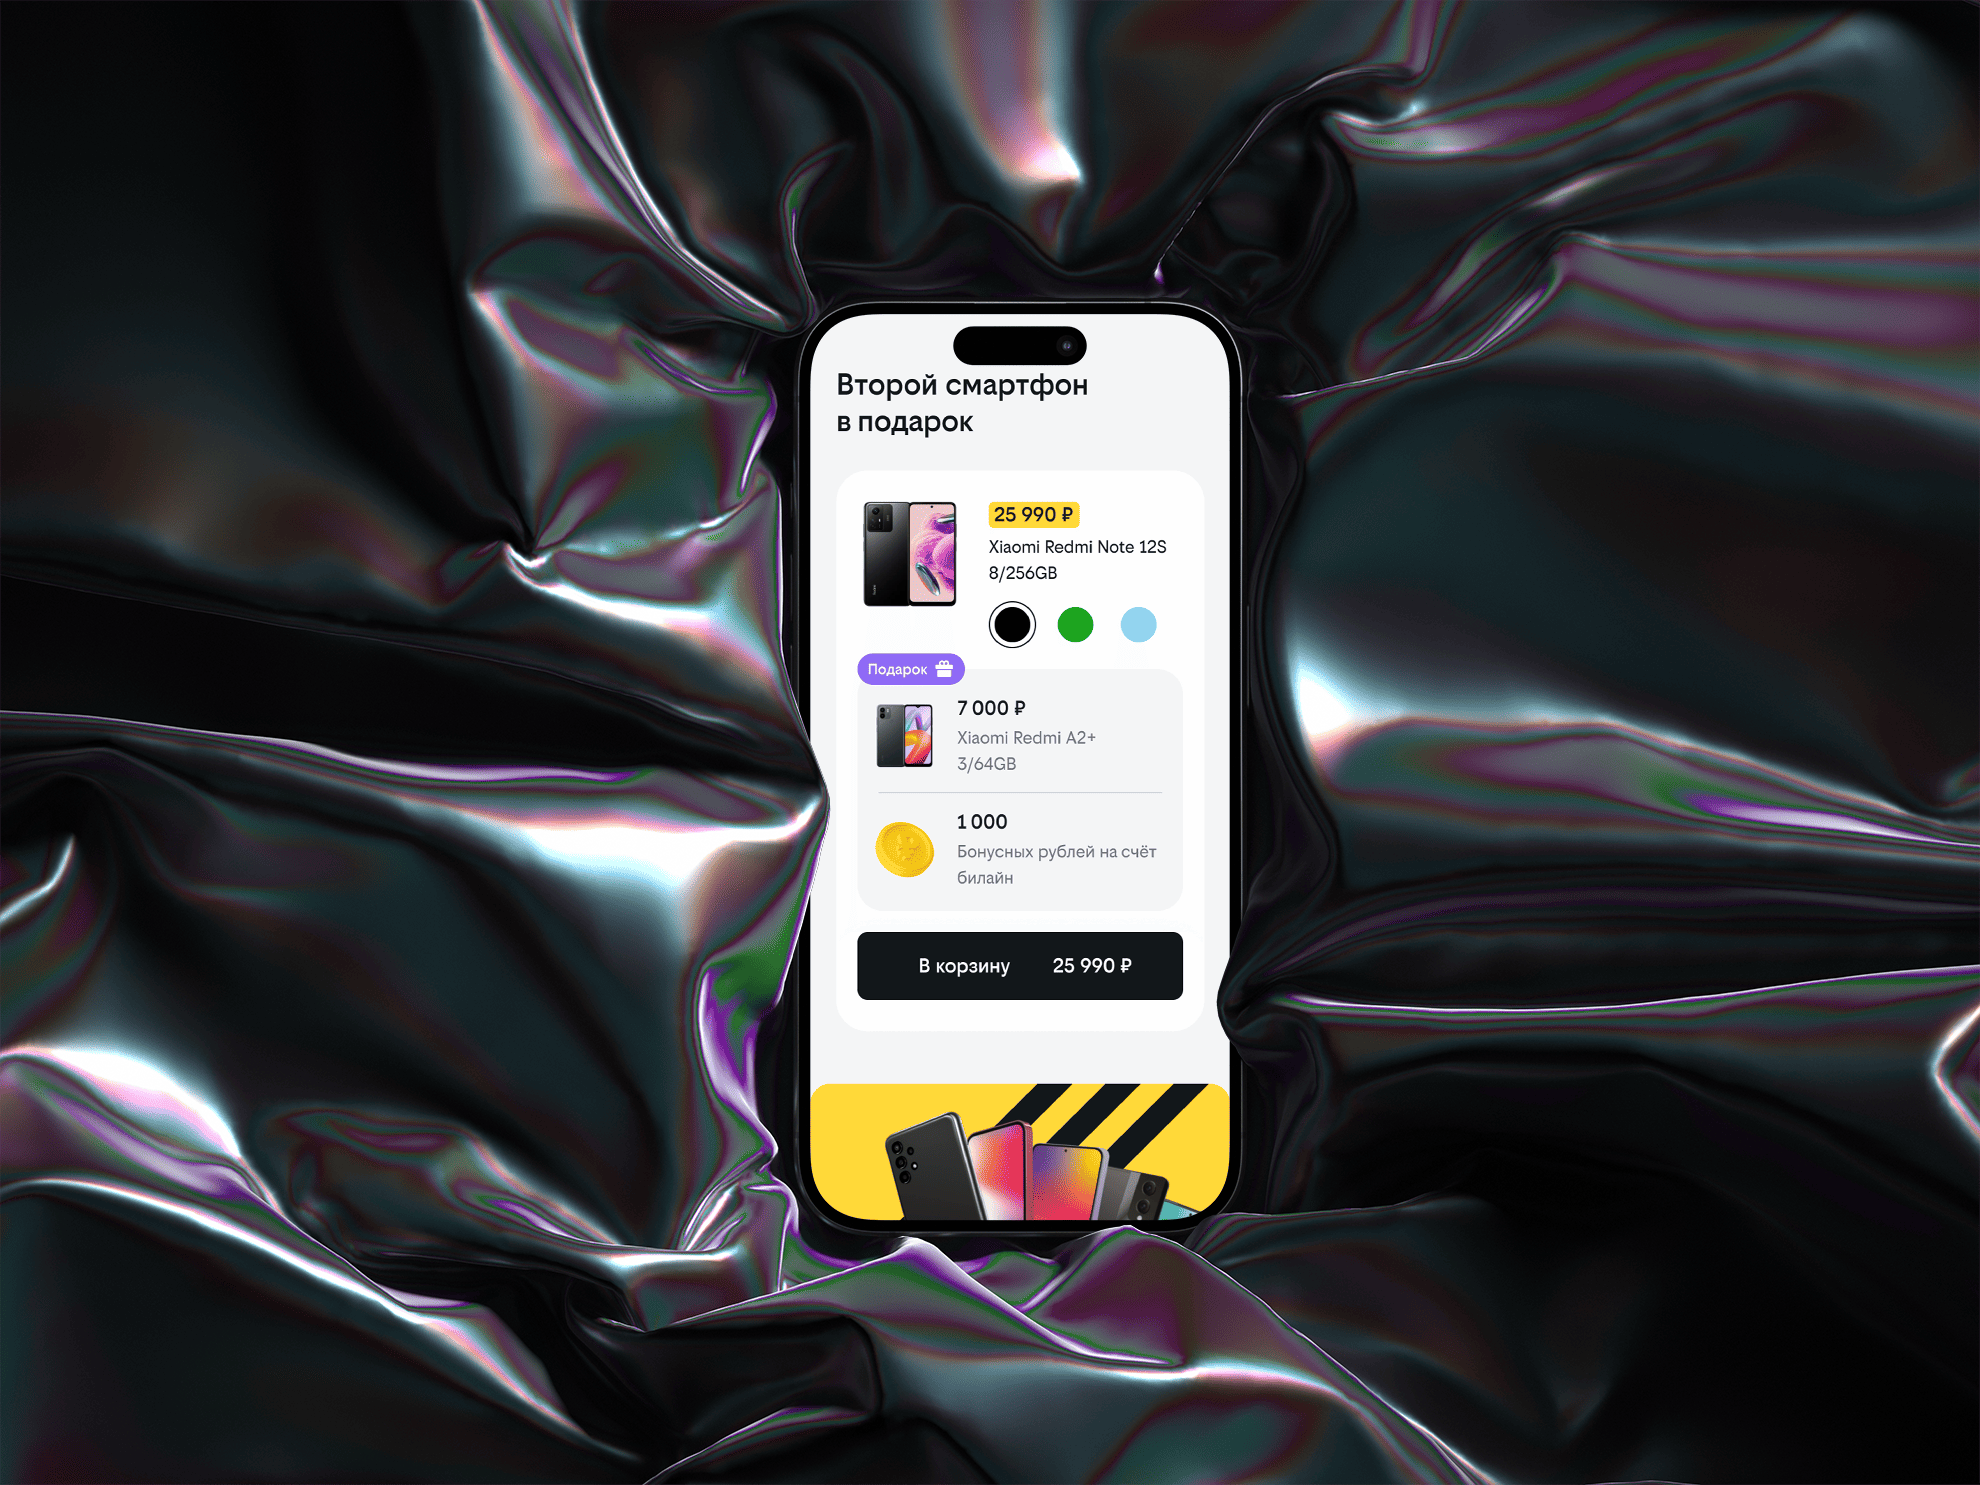 Второй смартфон
в подарок
25 990 ₽
Xiaomi Redmi Note 12S
8/256GB
Подарок
7 000 ₽
Xiaomi Redmi A2+
3/64GB
1 000
Бонусных рублей на счёт
билайн
В корзину 25 990 ₽